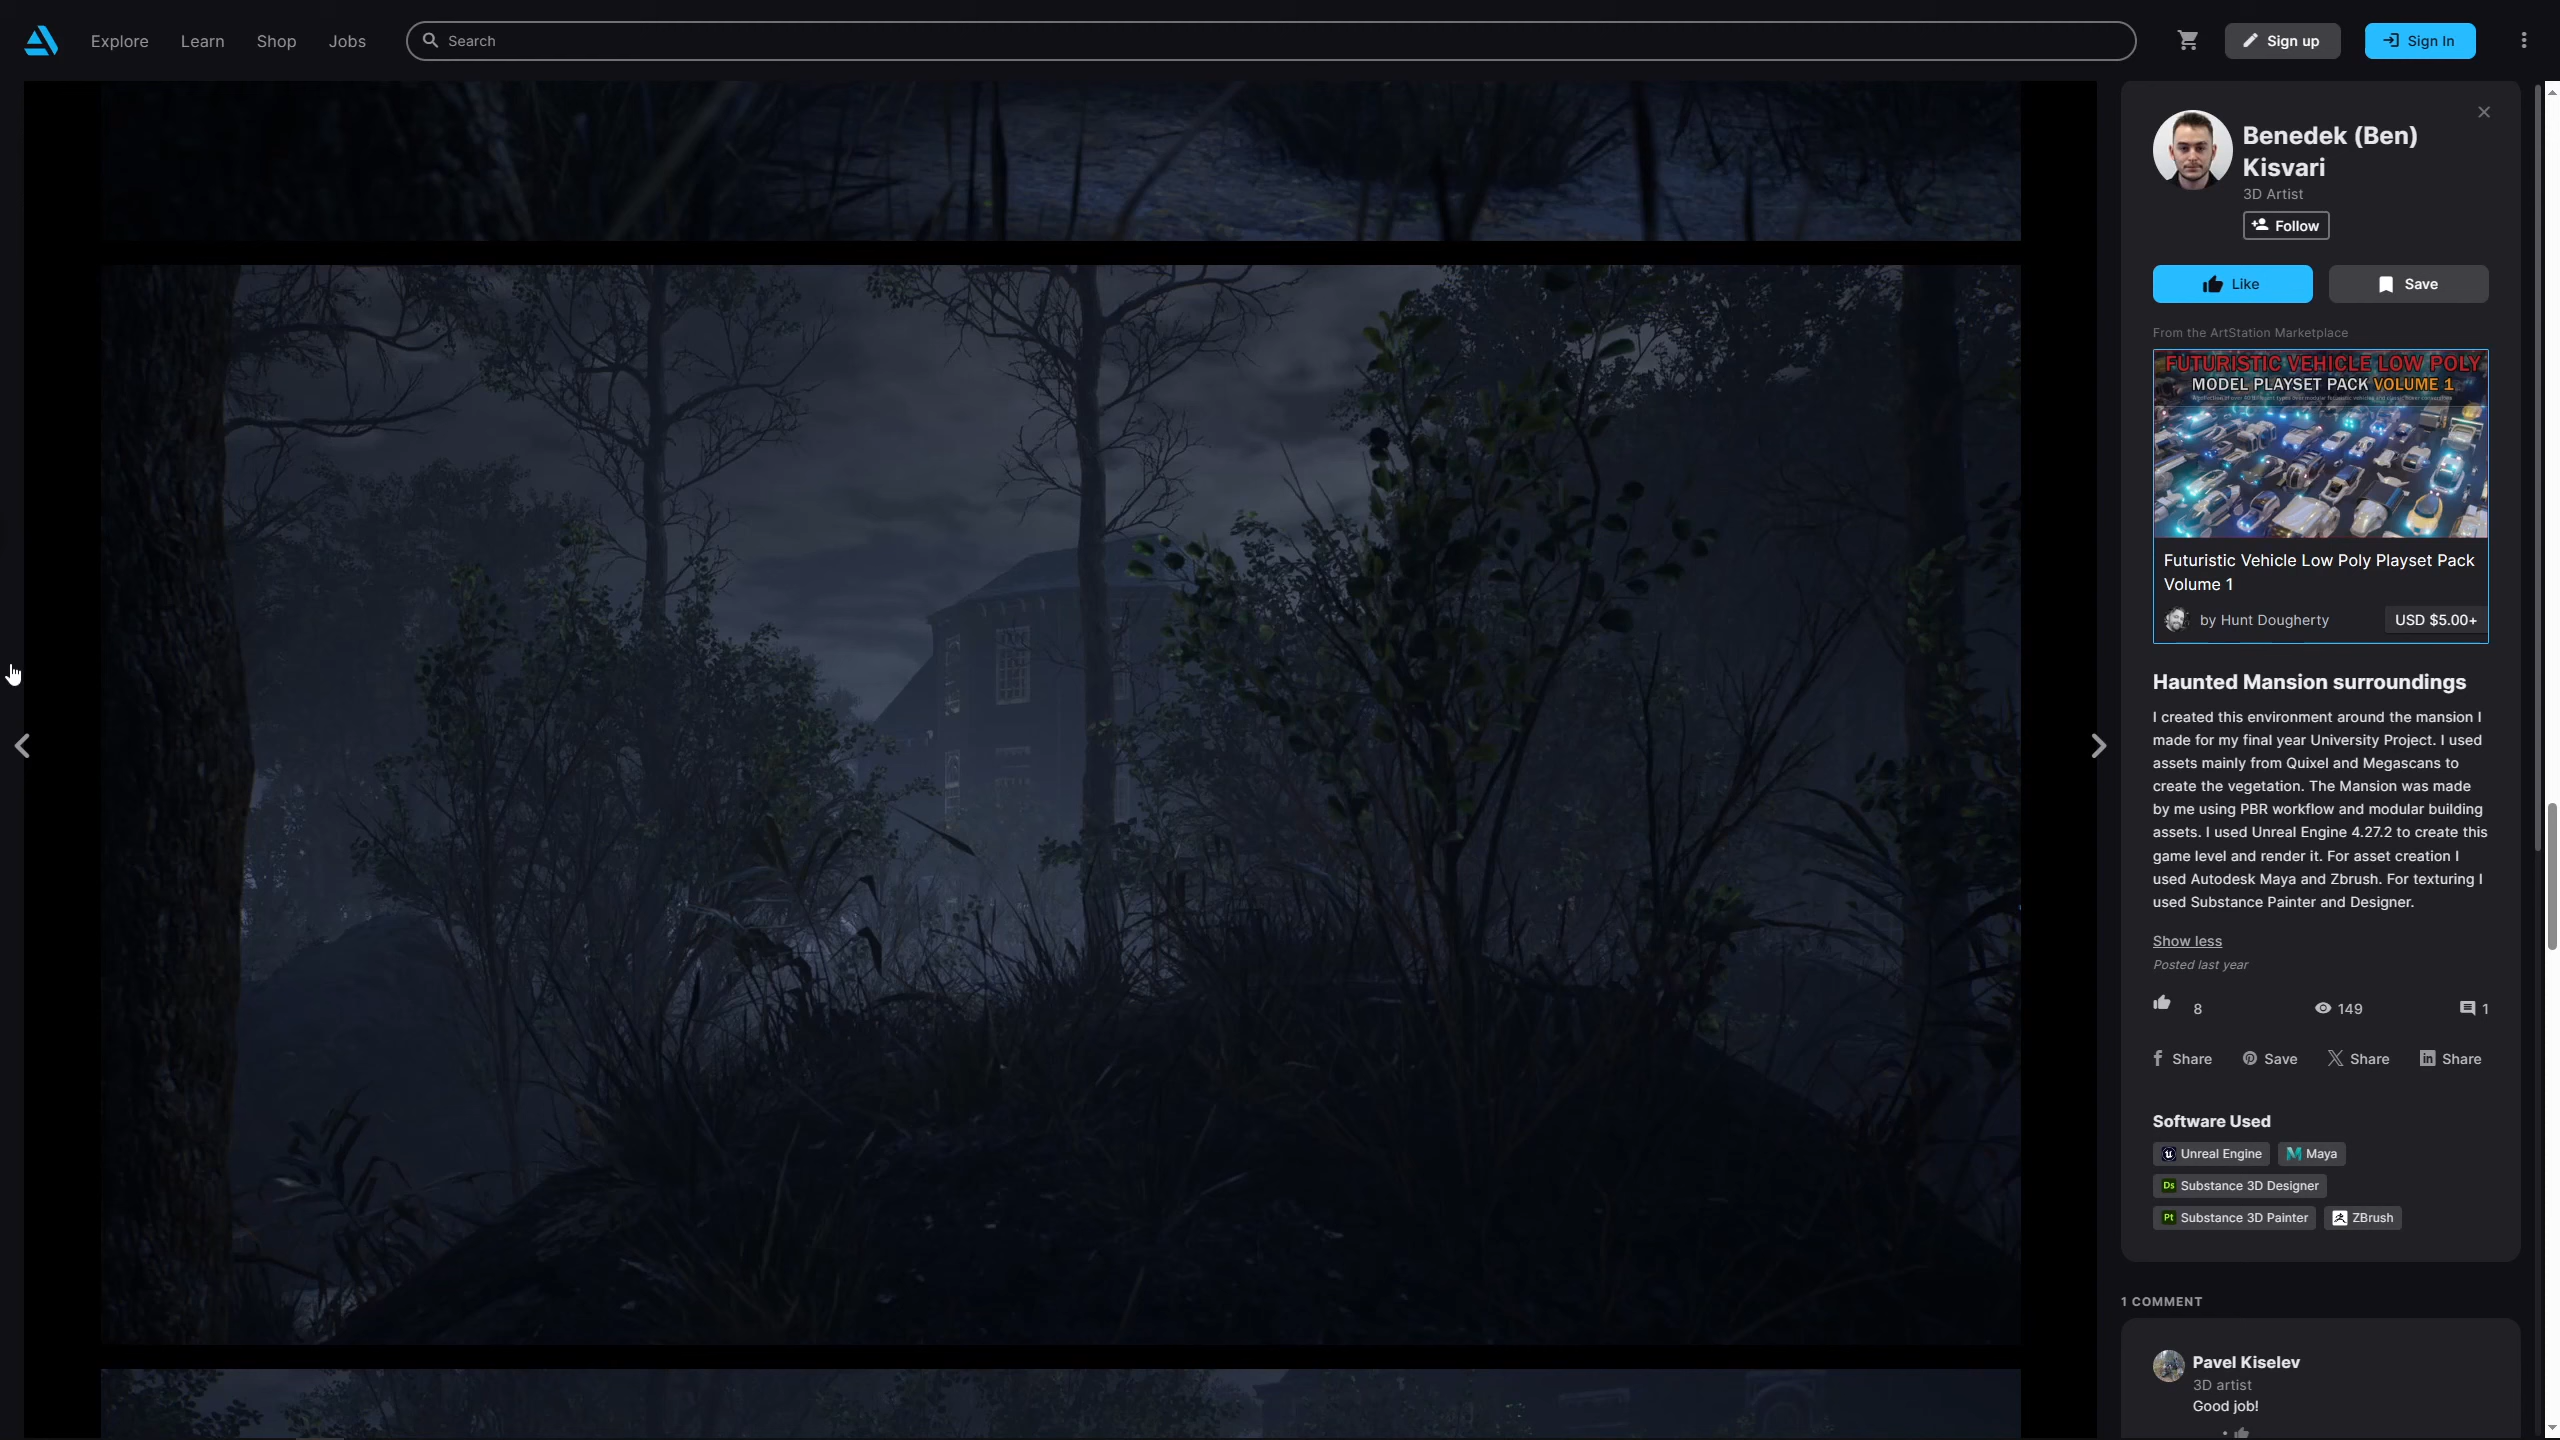 Explore
Learn
Shop
Jobs
Search
Sign up
Sign In
Benedek (Ben)
Kisvari
3D Artist
Follow
Like
Save
From the ArtStation Marketplace
FUTURISTIC VEHICLE LOW POLY
MODEL PLAYSET PACK VOLUME 1
Futuristic Vehicle Low Poly Playset Pack
Volume 1
by Hunt Dougherty
USD $5.00+
Haunted Mansion surroundings
I created this environment around the mansion I
made for my final year University Project. I used
assets mainly from Quixel and Megascans to
create the vegetation. The Mansion was made
by me using PBR workflow and modular building
assets. I used Unreal Engine 4.27.2 to create this
game level and render it. For asset creation I
used Autodesk Maya and Zbrush. For texturing I
used Substance Painter and Designer.
Show less
Posted last year
8
149
1
Share
Save
Share
Share
Software Used
Unreal Engine
Maya
Ds Substance 3D Designer
Pt Substance 3D Painter
ZBrush
1 COMMENT
Pavel Kiselev
3D artist
Good job!